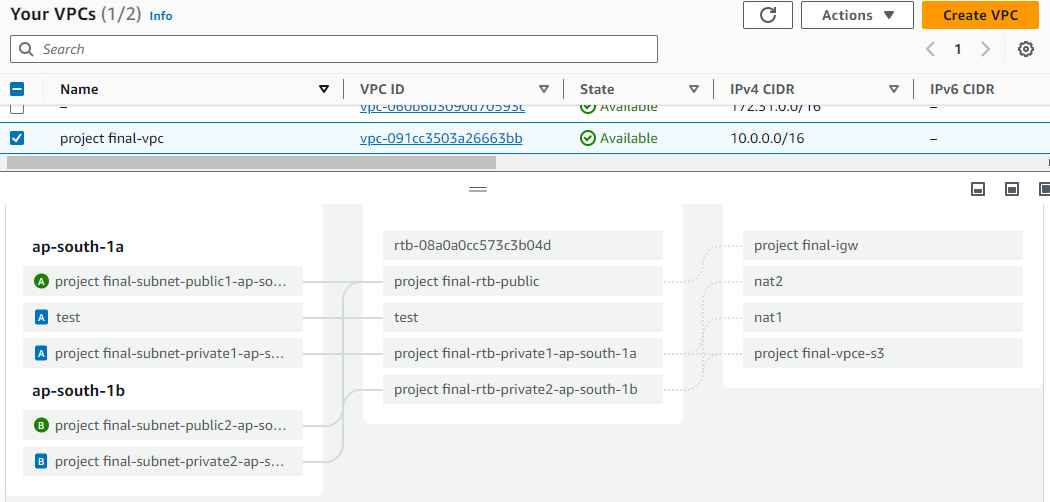 Your VPCs (1/2) Info
Actions ▼ Create VPC
Search
1
Name VPC ID State IPv4 CIDR IPv6 CIDR
– vpc-060b6b3090d70593c Available 172.31.0.0/16 –
project final-vpc vpc-091cc3503a26663bb Available 10.0.0.0/16 –
ap-south-1a
A project final-subnet-public1-ap-so...
A test
A project final-subnet-private1-ap-s...
ap-south-1b
B project final-subnet-public2-ap-so...
B project final-subnet-private2-ap-s...
rtb-08a0a0cc573c3b04d
project final-rtb-public
test
project final-rtb-private1-ap-south-1a
project final-rtb-private2-ap-south-1b
project final-igw
nat2
nat1
project final-vpce-s3